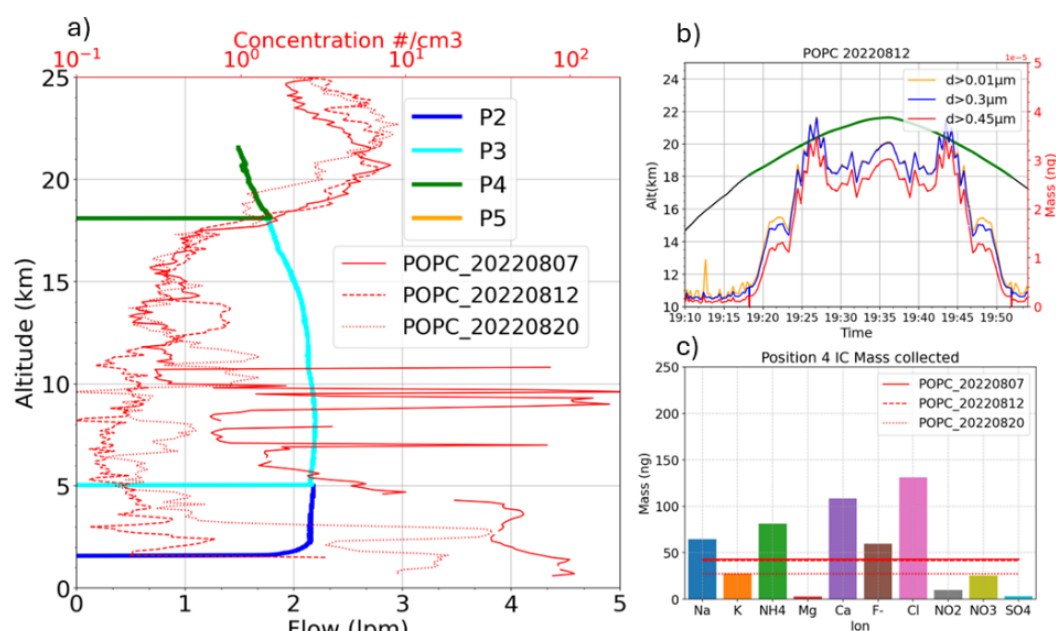 a)
Concentration #/cm3
10-1
100
101
102
25
20
15
10
5
0
Altitude (km)
P2
P3
P4
P5
POPC_20220807
POPC_20220812
POPC_20220820
0
1
2
3
4
5
Flow (lpm)
b)
POPC 20220812
1e-5
24
22
20
18
16
14
12
10
Alt(km)
d>0.01μm
d>0.3μm
d>0.45μm
5
4
3
2
1
0
Mass (ng)
19:10 19:15 19:20 19:25 19:30 19:35 19:40 19:45 19:50
Time
c)
Position 4 IC Mass collected
250
200
150
100
50
0
Mass (ng)
POPC_20220807
POPC_20220812
POPC_20220820
Na K NH4 Mg Ca F- Cl NO2 NO3 SO4
Ion